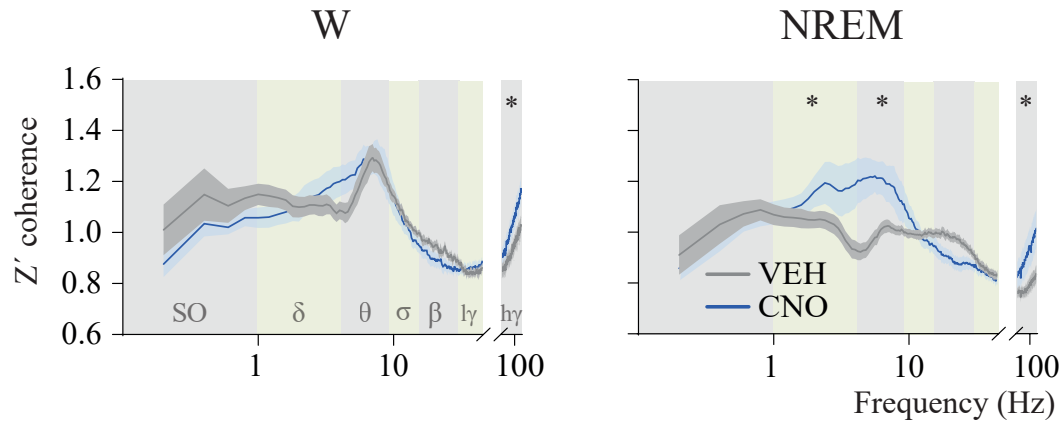 W
NREM
1.6
1.4
1.2
1.0
0.8
0.6
Z′ coherence
*
* * *
VEH
CNO
SO δ θ σ β lγ hγ
1 10 100
1 10 100
Frequency (Hz)